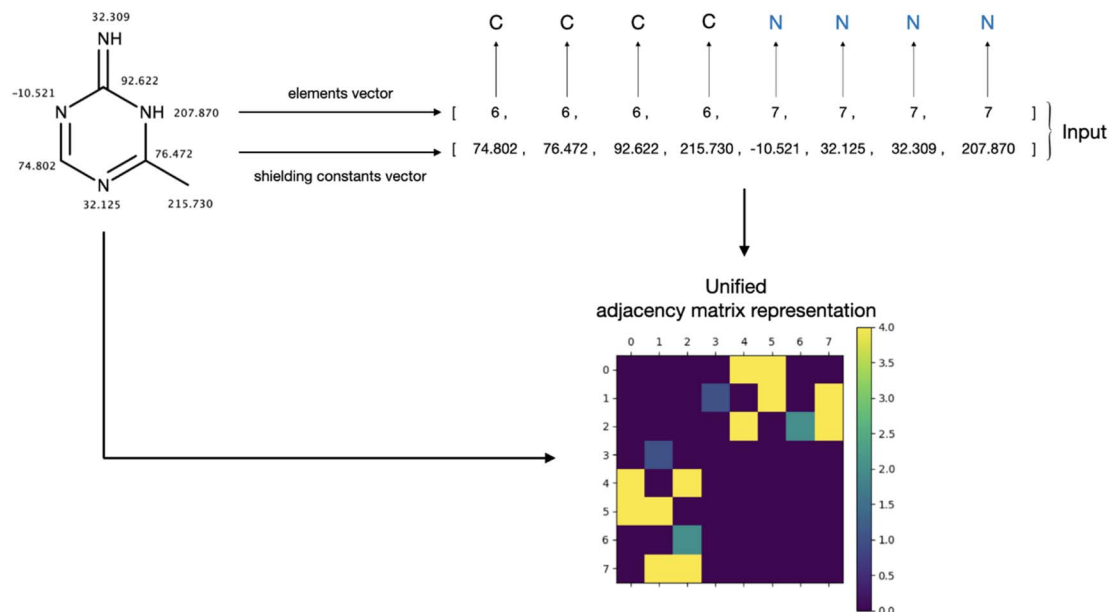 32.309
NH
92.622
-10.521
N
NH
207.870
74.802
76.472
N
32.125
215.730
elements vector
shielding constants vector
C C C C N N N N
[ 6, 6, 6, 6, 7, 7, 7, 7 ]
[ 74.802 , 76.472 , 92.622 , 215.730 , -10.521 , 32.125 , 32.309 , 207.870 ]
Input
Unified
adjacency matrix representation
0 1 2 3 4 5 6 7
0
1
2
3
4
5
6
7
4.0
3.5
3.0
2.5
2.0
1.5
1.0
0.5
0.0